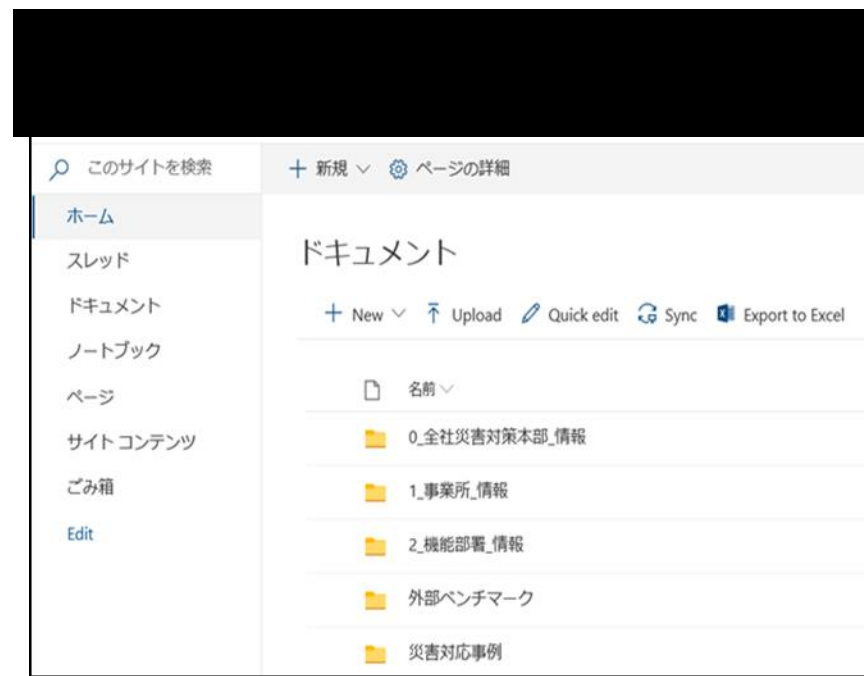 このサイトを検索
ホーム
スレッド
ドキュメント
ノートブック
ページ
サイト コンテンツ
ごみ箱
Edit
新規 ページの詳細
ドキュメント
New Upload Quick edit Sync Export to Excel
名前
0_全社災害対策本部_情報
1_事業所_情報
2_機能部署_情報
外部ベンチマーク
災害対応事例